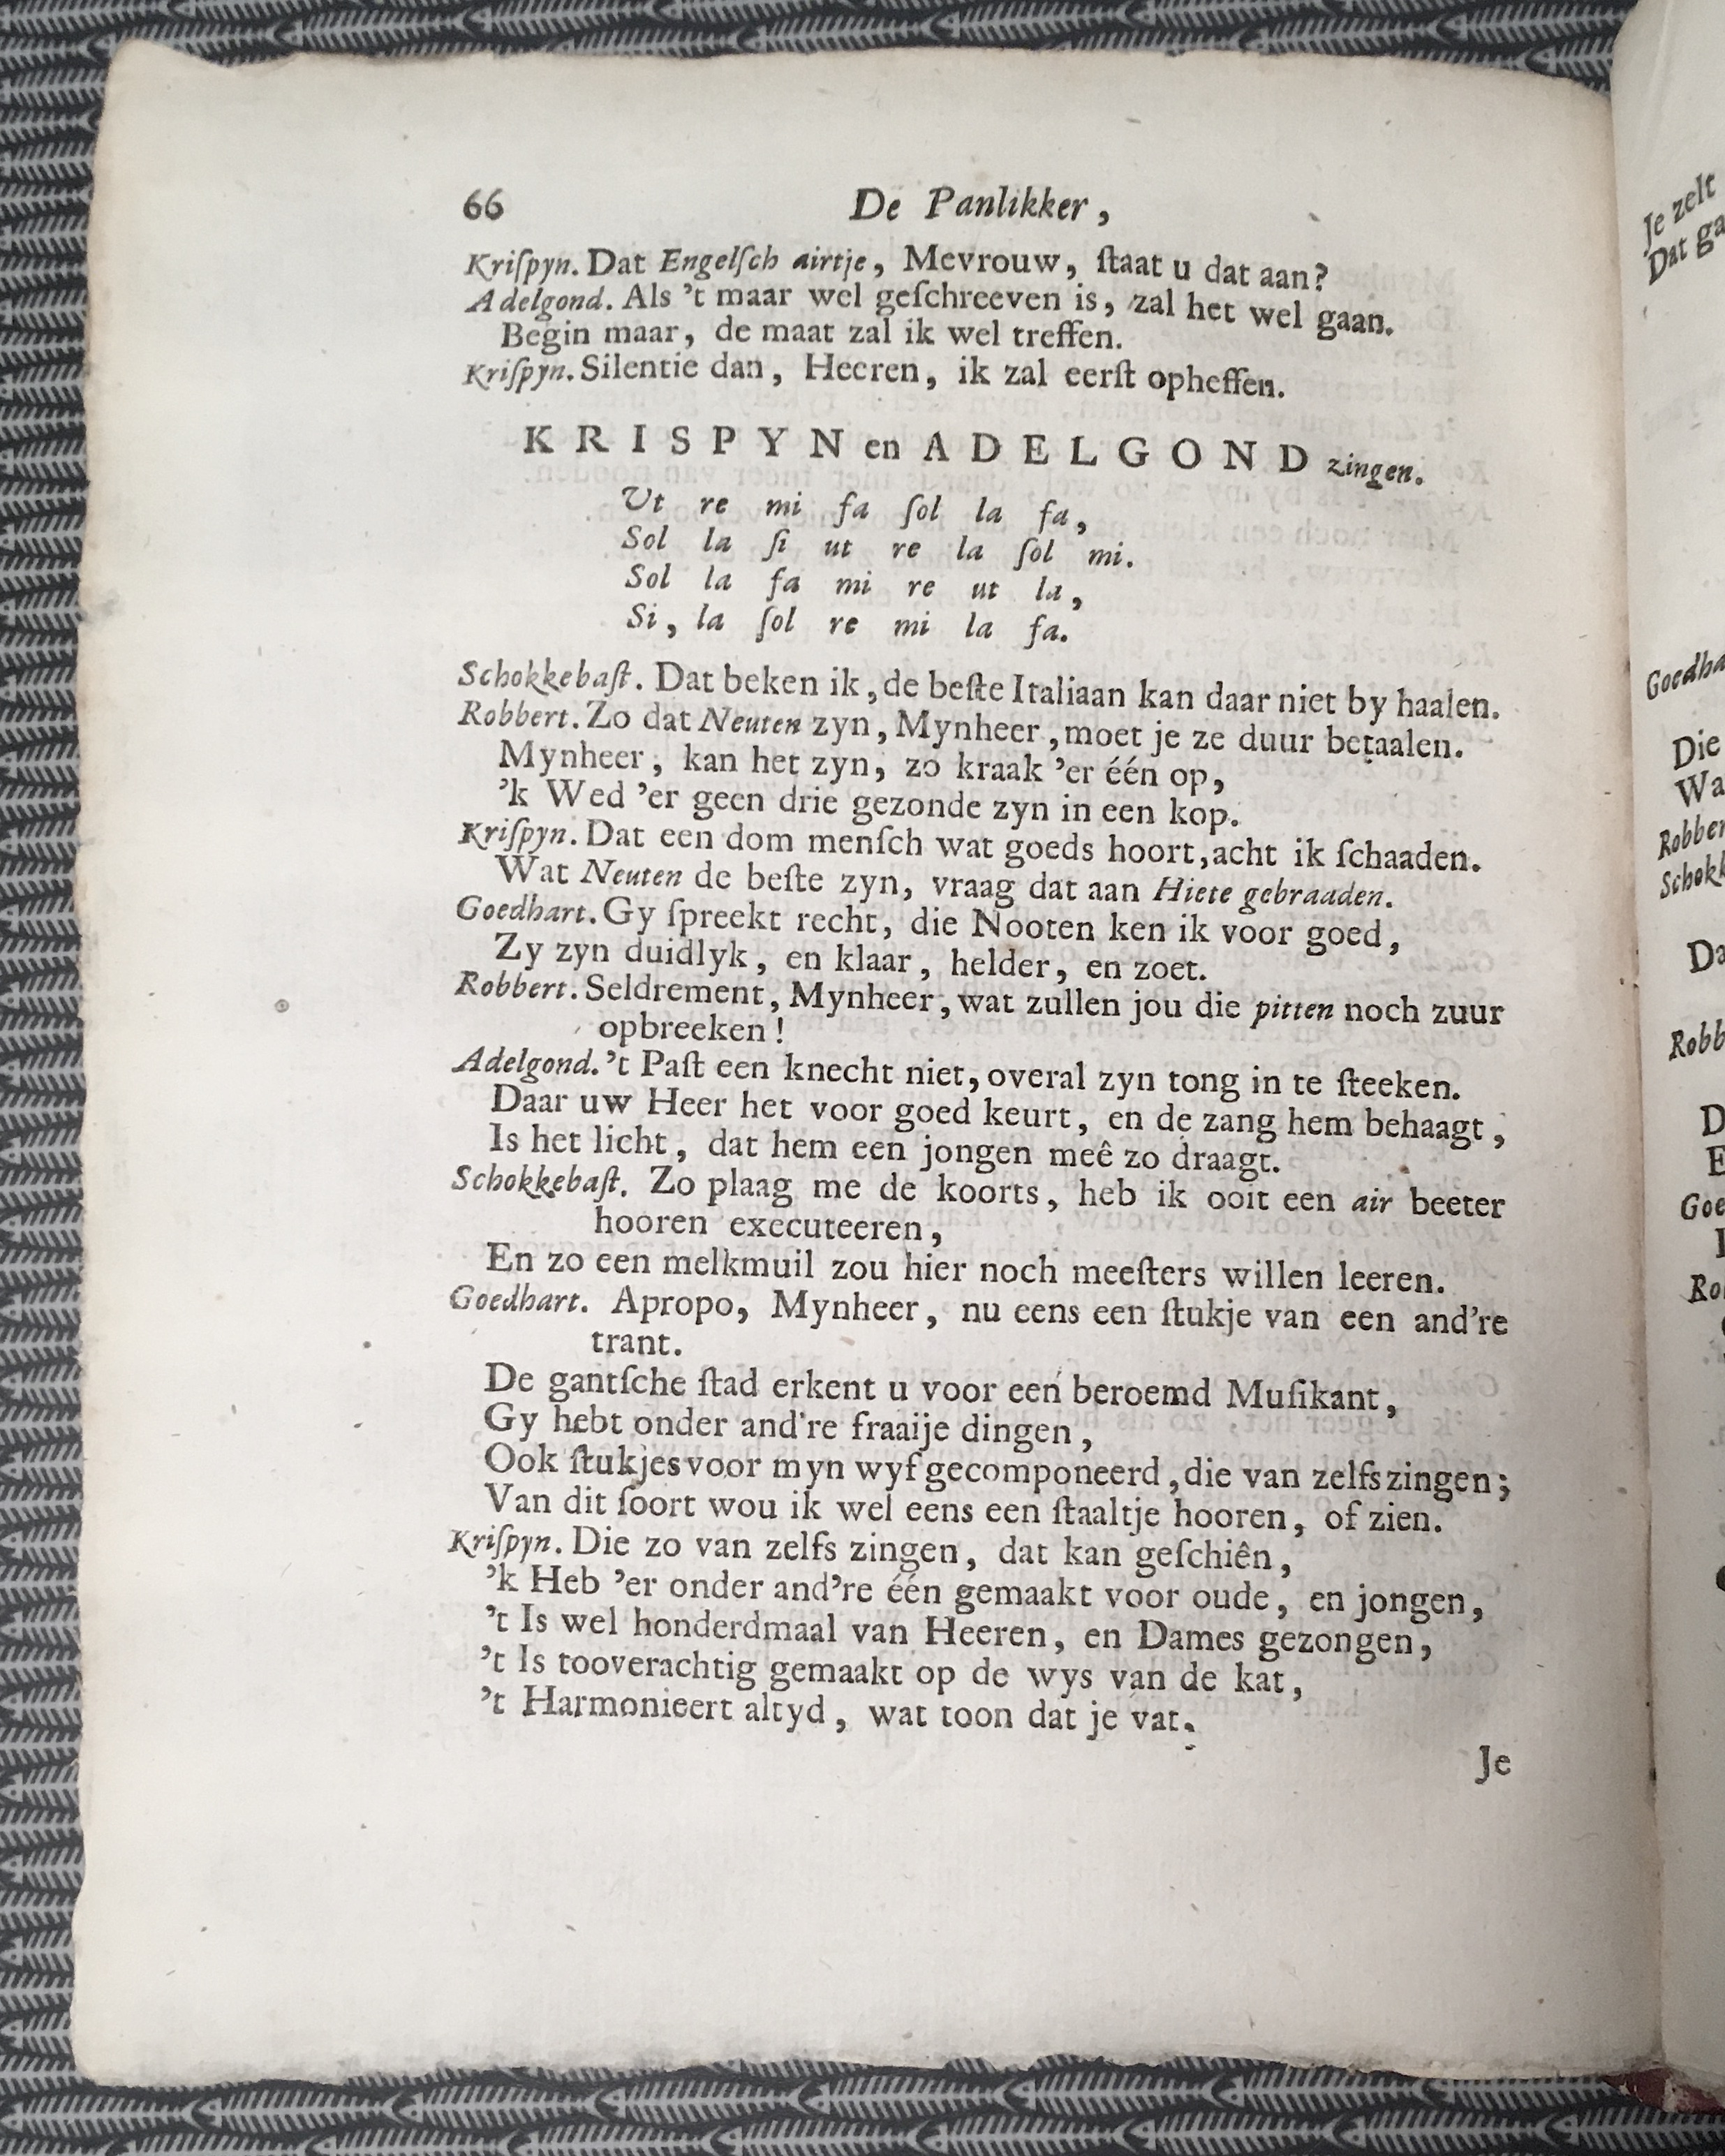 66 De Panlikker,
Kriſpyn. Dat Engelſch airtje, Mevrouw, ſtaat u dat aan?
Adelgond. Als 't maar wel geſchreeven is, zal het wel gaan.
Begin maar, de maat zal ik wel treffen.
Kriſpyn. Silentie dan, Heeren, ik zal eerſt opheffen.
KRISPYN en ADELGOND zingen.
Ut re mi fa ſol la fa,
Sol la ſi ut re la ſol mi.
Sol la fa mi re ut la,
Si, la ſol re mi la fa.
Schokkebaſt. Dat beken ik, de beſte Italiaan kan daar niet by haalen.
Robbert. Zo dat Neuten zyn, Mynheer, moet je ze duur betaalen.
Mynheer, kan het zyn, zo kraak 'er één op,
'k Wed 'er geen drie gezonde zyn in een kop.
Kriſpyn. Dat een dom menſch wat goeds hoort, acht ik ſchaaden.
Wat Neuten de beſte zyn, vraag dat aan Hiete gebraaden.
Goedhart. Gy ſpreekt recht, die Nooten ken ik voor goed,
Zy zyn duidlyk, en klaar, helder, en zoet.
Robbert. Seldrement, Mynheer, wat zullen jou die pitten noch zuur
opbreeken!
Adelgond. 't Paſt een knecht niet, overal zyn tong in te ſteeken.
Daar uw Heer het voor goed keurt, en de zang hem behaagt,
Is het licht, dat hem een jongen meê zo draagt.
Schokkebaſt. Zo plaag me de koorts, heb ik ooit een air beeter
hooren executeeren,
En zo een melkmuil zou hier noch meeſters willen leeren.
Goedhart. Apropo, Mynheer, nu eens een ſtukje van een and're
trant.
De gantſche ſtad erkent u voor een beroemd Muſikant,
Gy hebt onder and're fraaije dingen,
Ook ſtukjes voor myn wyf gecomponeerd, die van zelfs zingen;
Van dit ſoort wou ik wel eens een ſtaaltje hooren, of zien.
Kriſpyn. Die zo van zelfs zingen, dat kan geſchiên,
'k Heb 'er onder and're één gemaakt voor oude, en jongen,
't Is wel honderdmaal van Heeren, en Dames gezongen,
't Is tooverachtig gemaakt op de wys van de kat,
't Harmonieert altyd, wat toon dat je vat.
Je
Je zelt
Dat ga
Goedha
Die
Wa
Robber
Schokk
Da
Robb
D
E
Goe
Ro